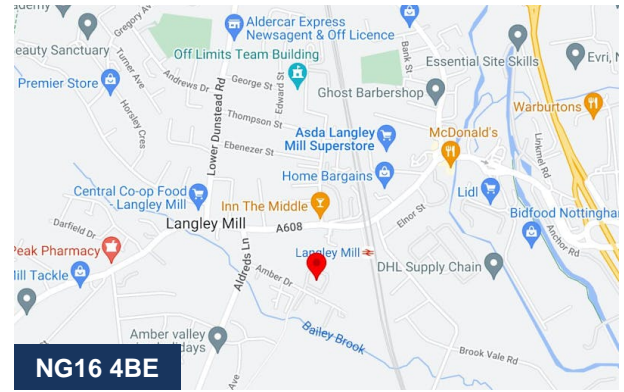 ademy
Gregory Ave
Aldercar Express
Newsagent & Off Licence
eauty Sanctuary
Turner Ave
Off Limits Team Building
Bank St
Essential Site Skills
Evri, N
Premier Store
Andrews Dr
George St
Edward St
Ghost Barbershop
Horsley Cres
Lower Dunstead Rd
Thompson St
Warburtons
Asda Langley
Mill Superstore
McDonald's
Linkmel Rd
Ebenezer St
Home Bargains
Central Co-op Food
- Langley Mill
Lidl
Inn The Middle
Elnor St
Bidfood Nottingham
Darfield Dr
Langley Mill
A608
Anchor Rd
Peak Pharmacy
Aldreds Ln
Langley Mill
DHL Supply Chain
Mill Tackle
Amber Dr
Bailey Brook
Amber valley
Brook Vale Rd
NG16 4BE
Ave